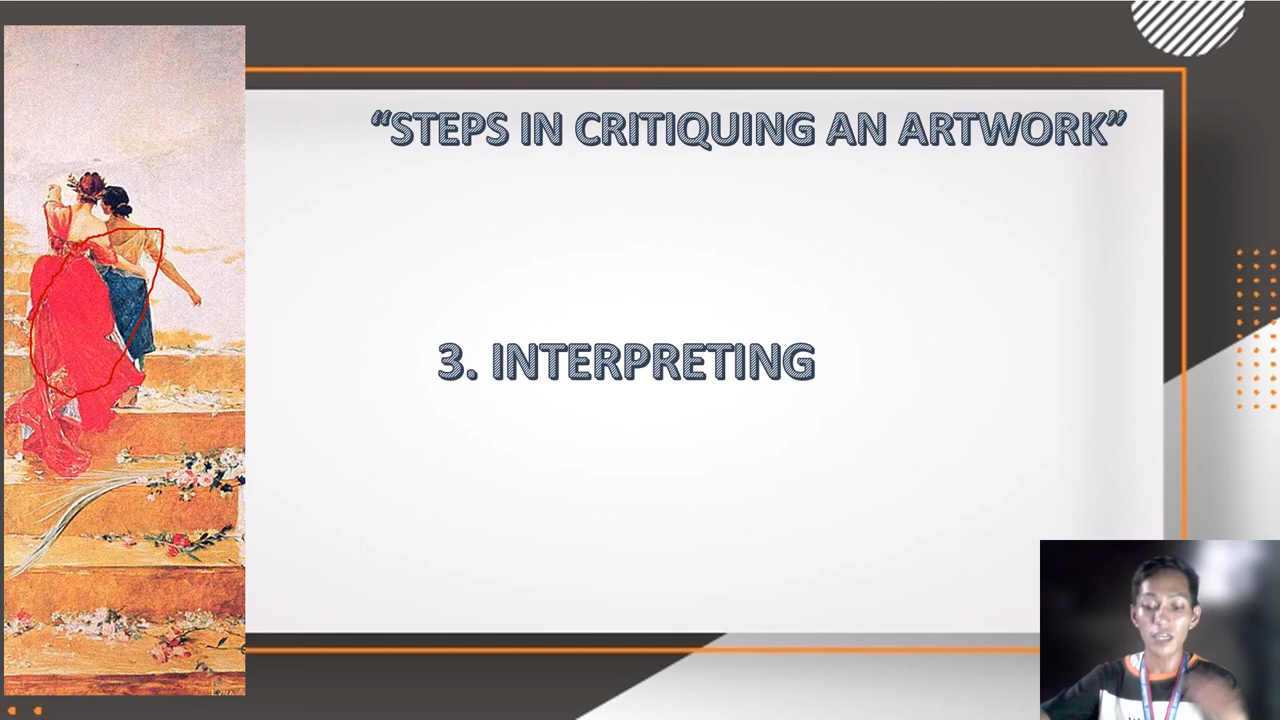 “STEPS IN CRITIQUING AN ARTWORK”
3. INTERPRETING